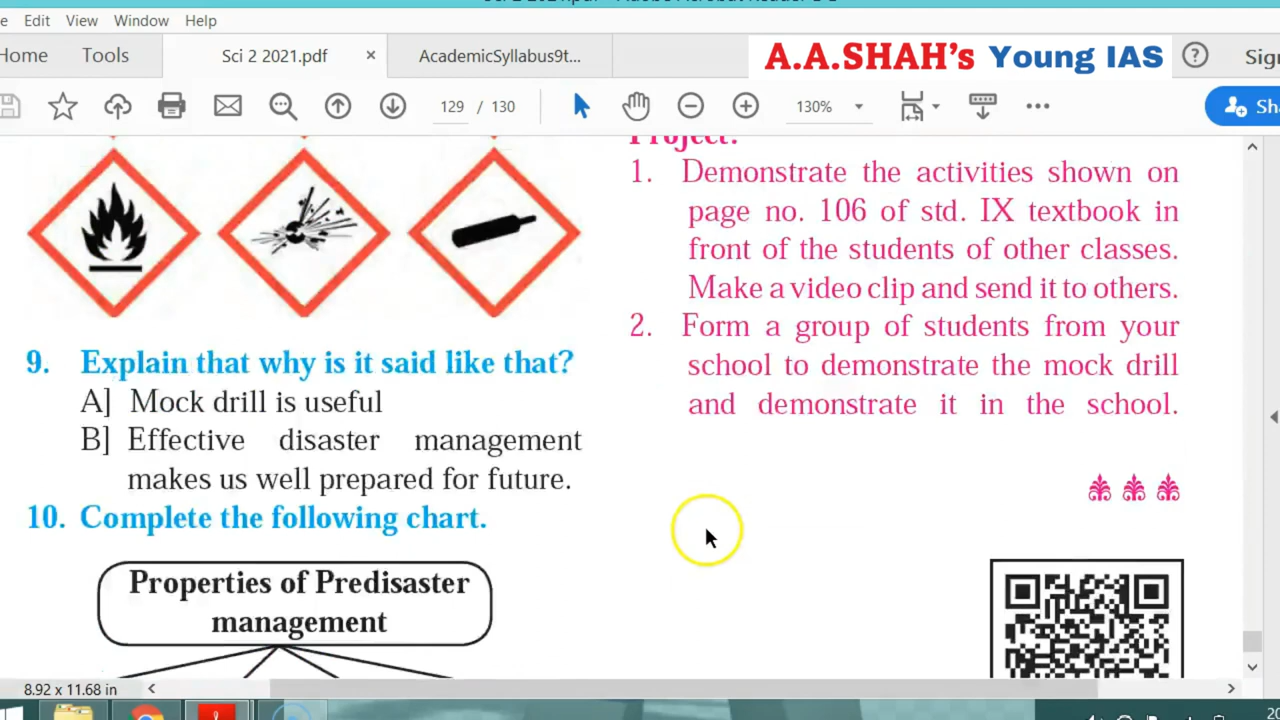 Edit View Window Help
Home Tools Sci 2 2021.pdf × AcademicSyllabus9t...
A.A.SHAH's Young IAS
? Sig
129 / 130
130%
Sha
Project:
1. Demonstrate the activities shown on
page no. 106 of std. IX textbook in
front of the students of other classes.
Make a video clip and send it to others.
2. Form a group of students from your
school to demonstrate the mock drill
and demonstrate it in the school.
9. Explain that why is it said like that?
A] Mock drill is useful
B] Effective disaster management
makes us well prepared for future.
10. Complete the following chart.
Properties of Predisaster
management
8.92 x 11.68 in